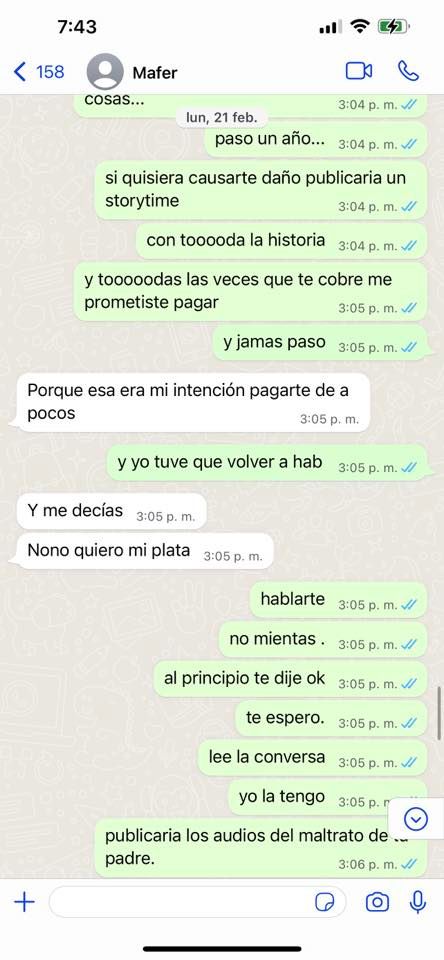 7:43
158
Mafer
cosas...
3:04 p. m.
lun, 21 feb.
paso un año...
3:04 p. m.
si quisiera causarte daño publicaria un
storytime
3:04 p. m.
con tooooda la historia
3:04 p. m.
y tooooodas las veces que te cobre me
prometiste pagar
3:05 p. m.
y jamas paso
3:05 p. m.
Porque esa era mi intención pagarte de a
pocos
3:05 p. m.
y yo tuve que volver a hab
3:05 p. m.
Y me decías
3:05 p. m.
Nono quiero mi plata
3:05 p. m.
hablarte
3:05 p. m.
no mientas .
3:05 p. m.
al principio te dije ok
3:05 p. m.
te espero.
3:05 p. m.
lee la conversa
3:05 p. m.
yo la tengo
3:05 p.
publicaria los audios del maltrato de tu
padre.
3:06 p. m.